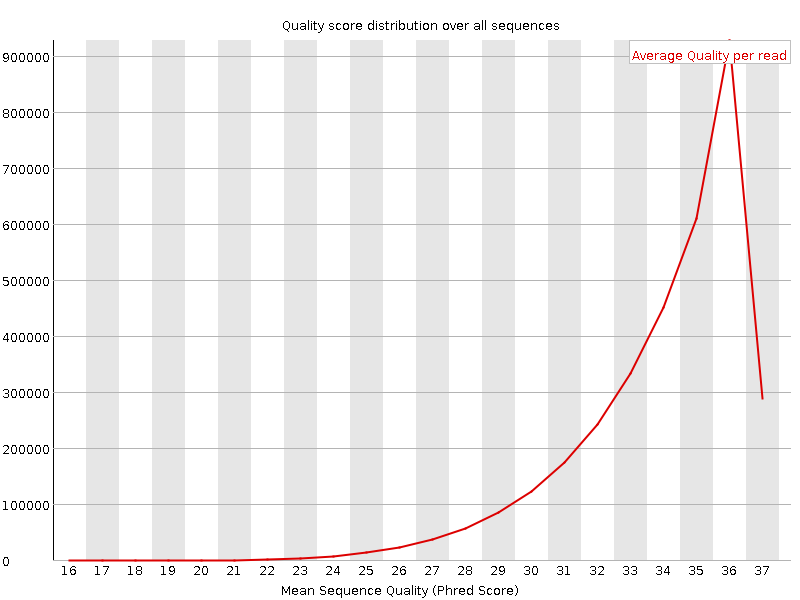 Quality score distribution over all sequences
Average Quality per read
900000
800000
700000
600000
500000
400000
300000
200000
100000
0
16 17 18 19 20 21 22 23 24 25 26 27 28 29 30 31 32 33 34 35 36 37
Mean Sequence Quality (Phred Score)